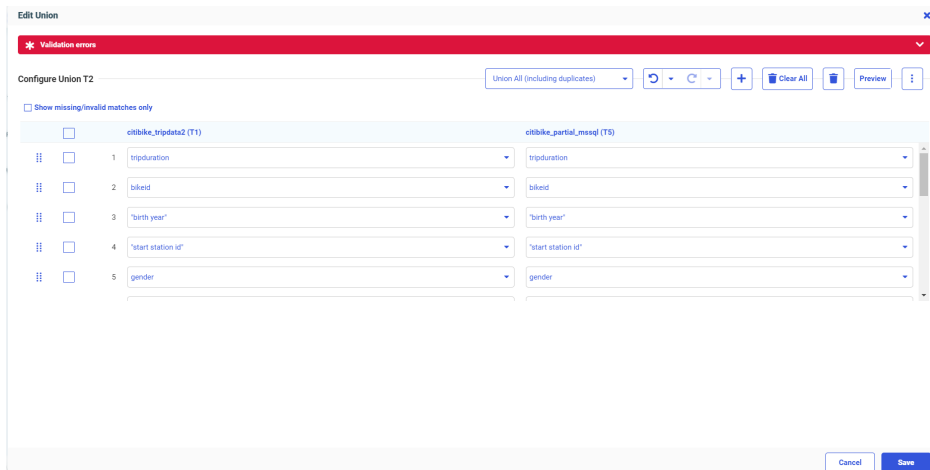 Edit Union
Validation errors
Configure Union T2
Union All (including duplicates)
Clear All
Preview
Show missing/invalid matches only
citibike_tripdata2 (T1) citibike_partial_mssql (T5)
1 tripduration tripduration
2 bikeid bikeid
3 "birth year" "birth year"
4 "start station id" "start station id"
5 gender gender
Cancel Save